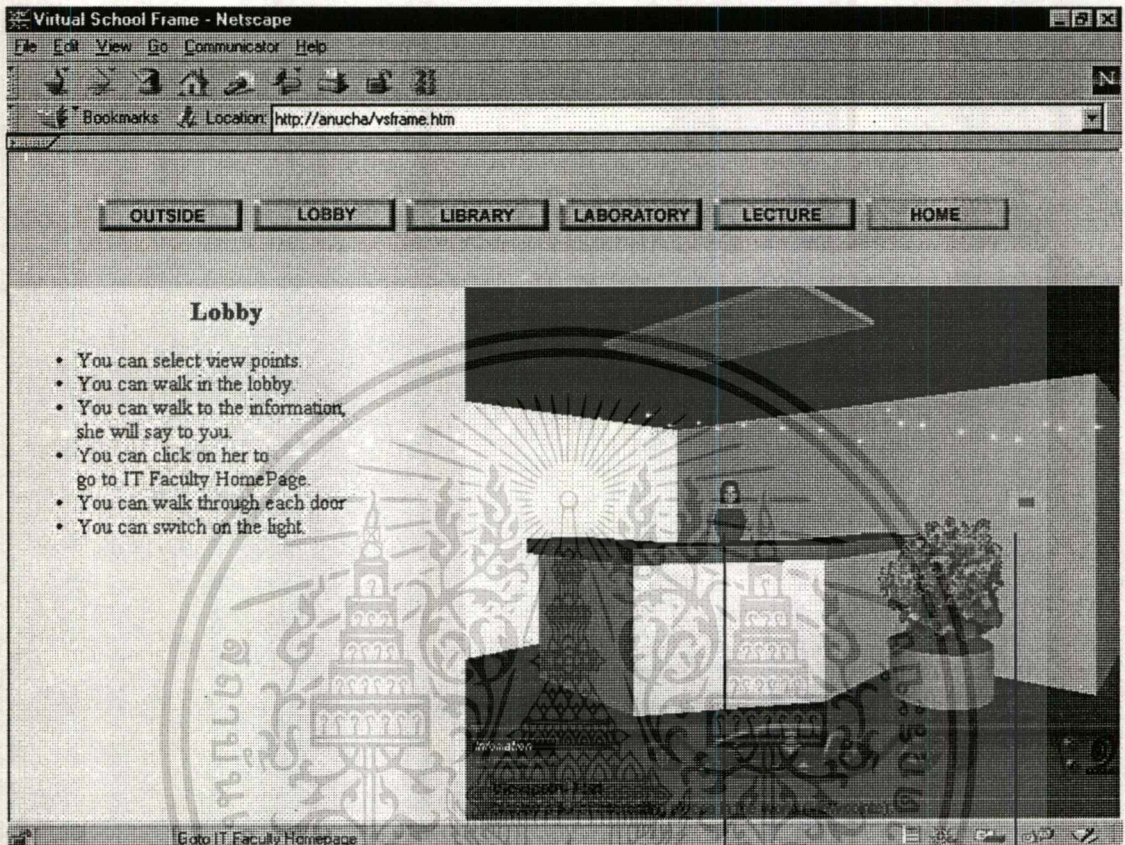 Virtual School Frame - Netscape
File Edit View Go Communicator Help
N
Bookmarks Location: http://anucha/vsframe.htm
OUTSIDE LOBBY LIBRARY LABORATORY LECTURE HOME
Lobby
• You can select view points.
• You can walk in the lobby.
• You can walk to the information,
she will say to you.
• You can click on her to
go to IT Faculty HomePage.
• You can walk through each door
• You can switch on the light.
Viewpoint List
Goto IT Faculty Homepage